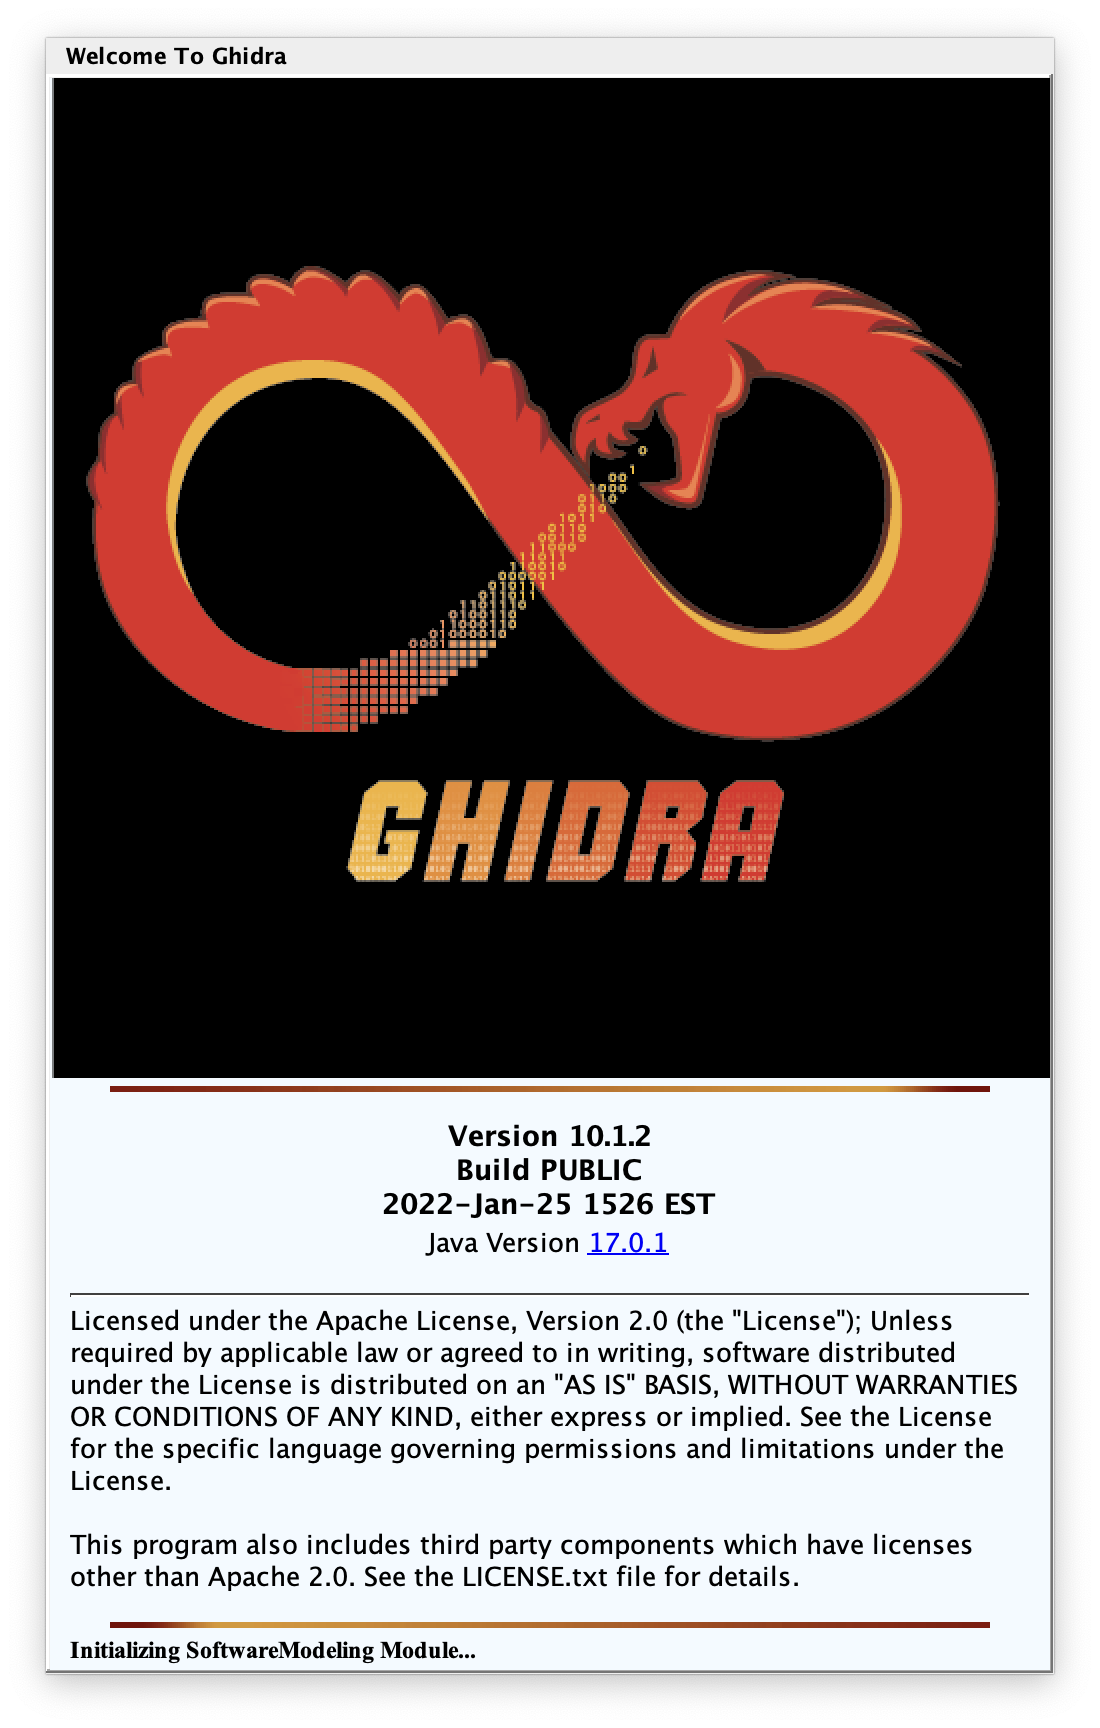 Welcome To Ghidra
GHIDRA
Version 10.1.2
Build PUBLIC
2022-Jan-25 1526 EST
Java Version 17.0.1
Licensed under the Apache License, Version 2.0 (the "License"); Unless
required by applicable law or agreed to in writing, software distributed
under the License is distributed on an "AS IS" BASIS, WITHOUT WARRANTIES
OR CONDITIONS OF ANY KIND, either express or implied. See the License
for the specific language governing permissions and limitations under the
License.
This program also includes third party components which have licenses
other than Apache 2.0. See the LICENSE.txt file for details.
Initializing SoftwareModeling Module...